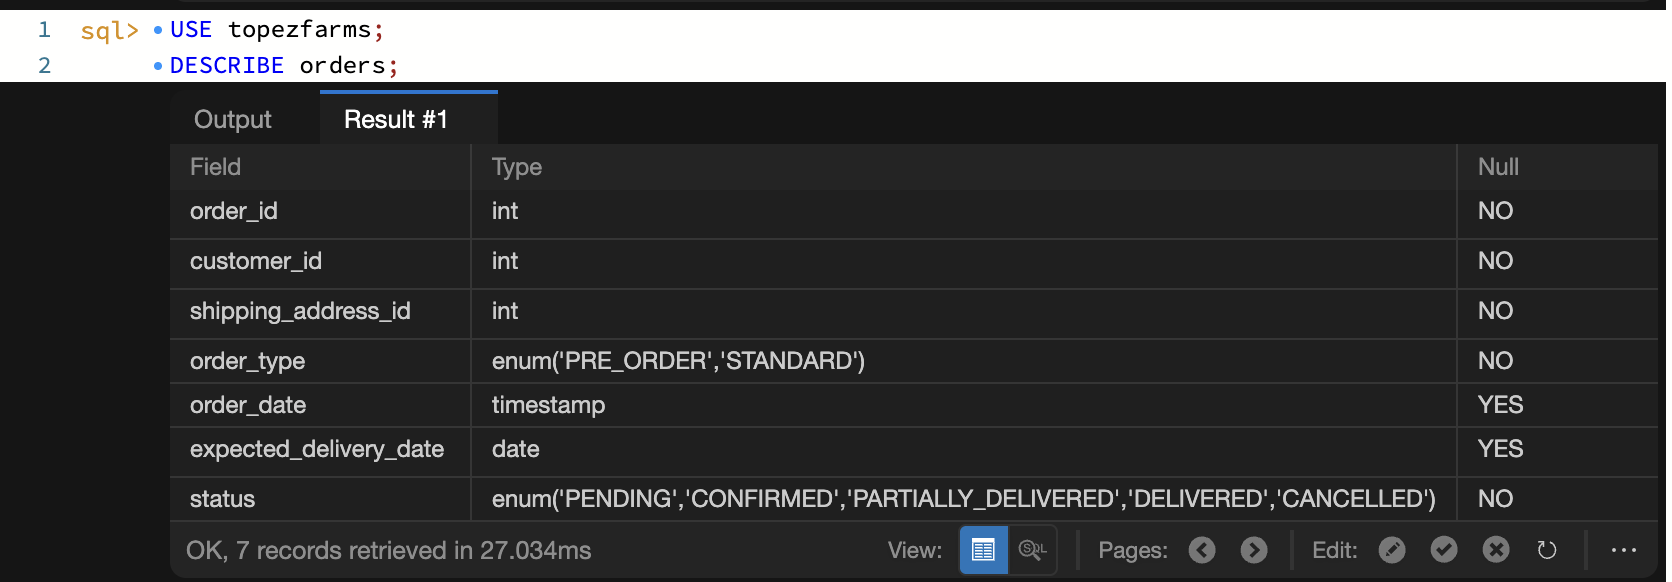 1 sql> USE topezfarms;
2 DESCRIBE orders;
Output Result #1
Field Type Null
order_id int NO
customer_id int NO
shipping_address_id int NO
order_type enum('PRE_ORDER','STANDARD') NO
order_date timestamp YES
expected_delivery_date date YES
status enum('PENDING','CONFIRMED','PARTIALLY_DELIVERED','DELIVERED','CANCELLED') NO
OK, 7 records retrieved in 27.034ms View: SQL Pages: Edit: ...